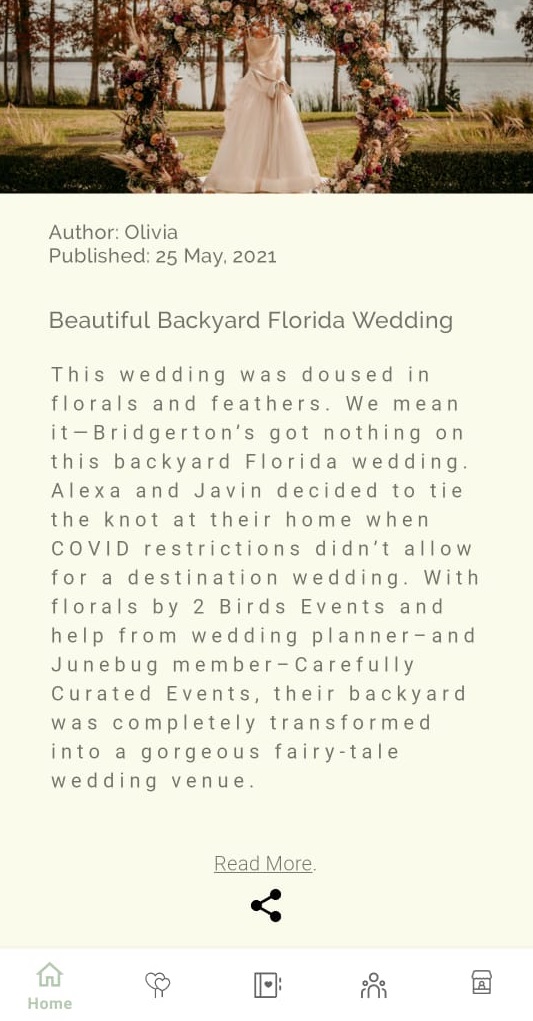 Author: Olivia
Published: 25 May, 2021
Beautiful Backyard Florida Wedding
This wedding was doused in
florals and feathers. We mean
it—Bridgerton’s got nothing on
this backyard Florida wedding.
Alexa and Javin decided to tie
the knot at their home when
COVID restrictions didn’t allow
for a destination wedding. With
florals by 2 Birds Events and
help from wedding planner–and
Junebug member–Carefully
Curated Events, their backyard
was completely transformed
into a gorgeous fairy-tale
wedding venue.
Read More.
Home